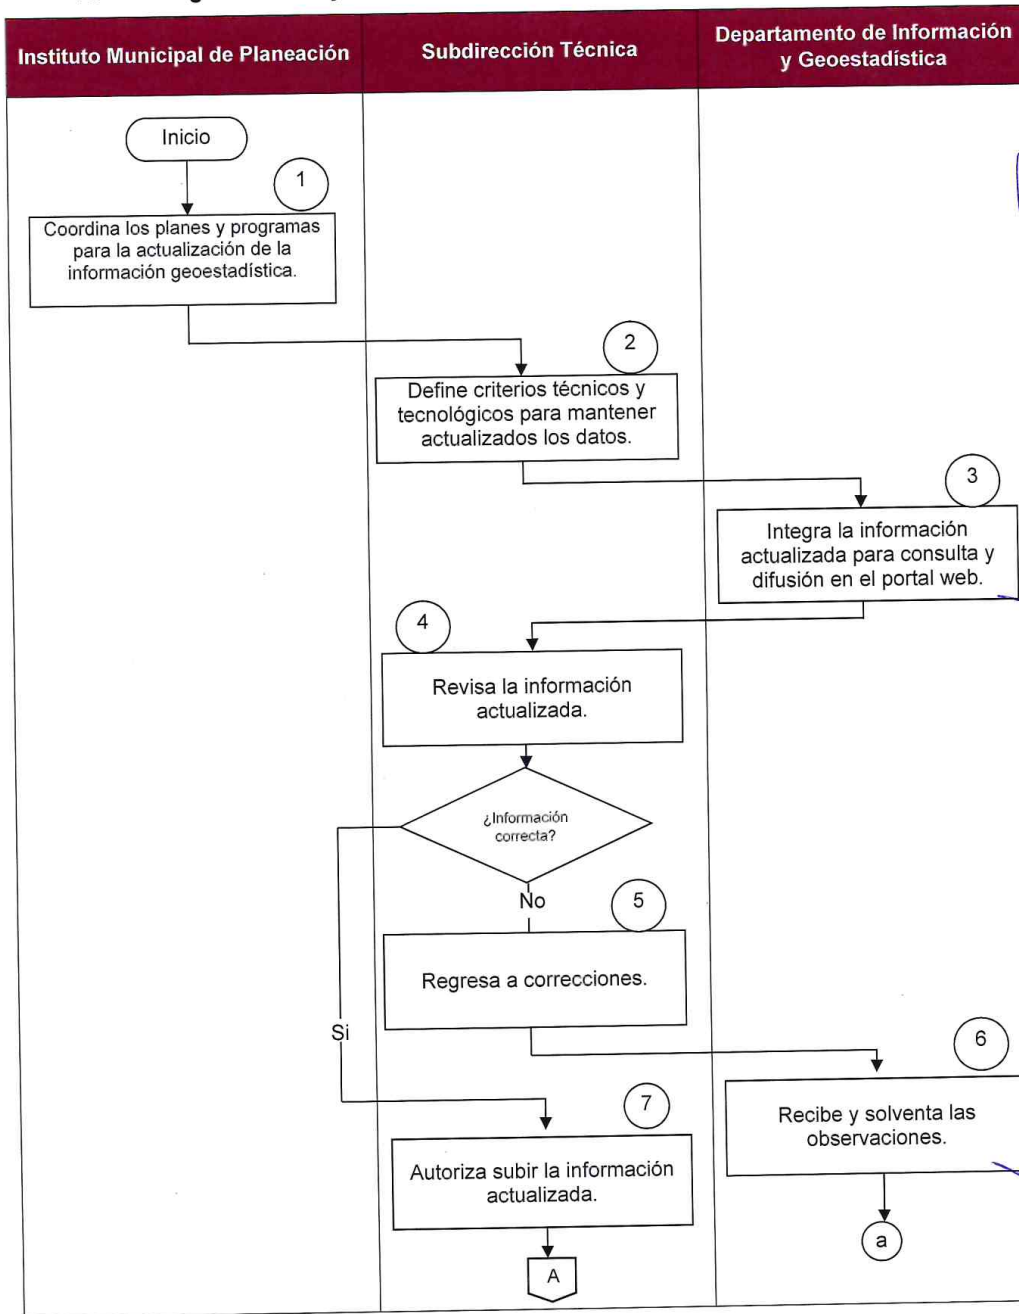 Instituto Municipal de Planeación
Subdirección Técnica
Departamento de Información
y Geoestadística
Inicio
1
Coordina los planes y programas
para la actualización de la
información geoestadística.
2
Define criterios técnicos y
tecnológicos para mantener
actualizados los datos.
3
Integra la información
actualizada para consulta y
difusión en el portal web.
4
Revisa la información
actualizada.
¿Información
correcta?
No
5
Regresa a correcciones.
Si
6
Recibe y solventa las
observaciones.
7
Autoriza subir la información
actualizada.
a
A